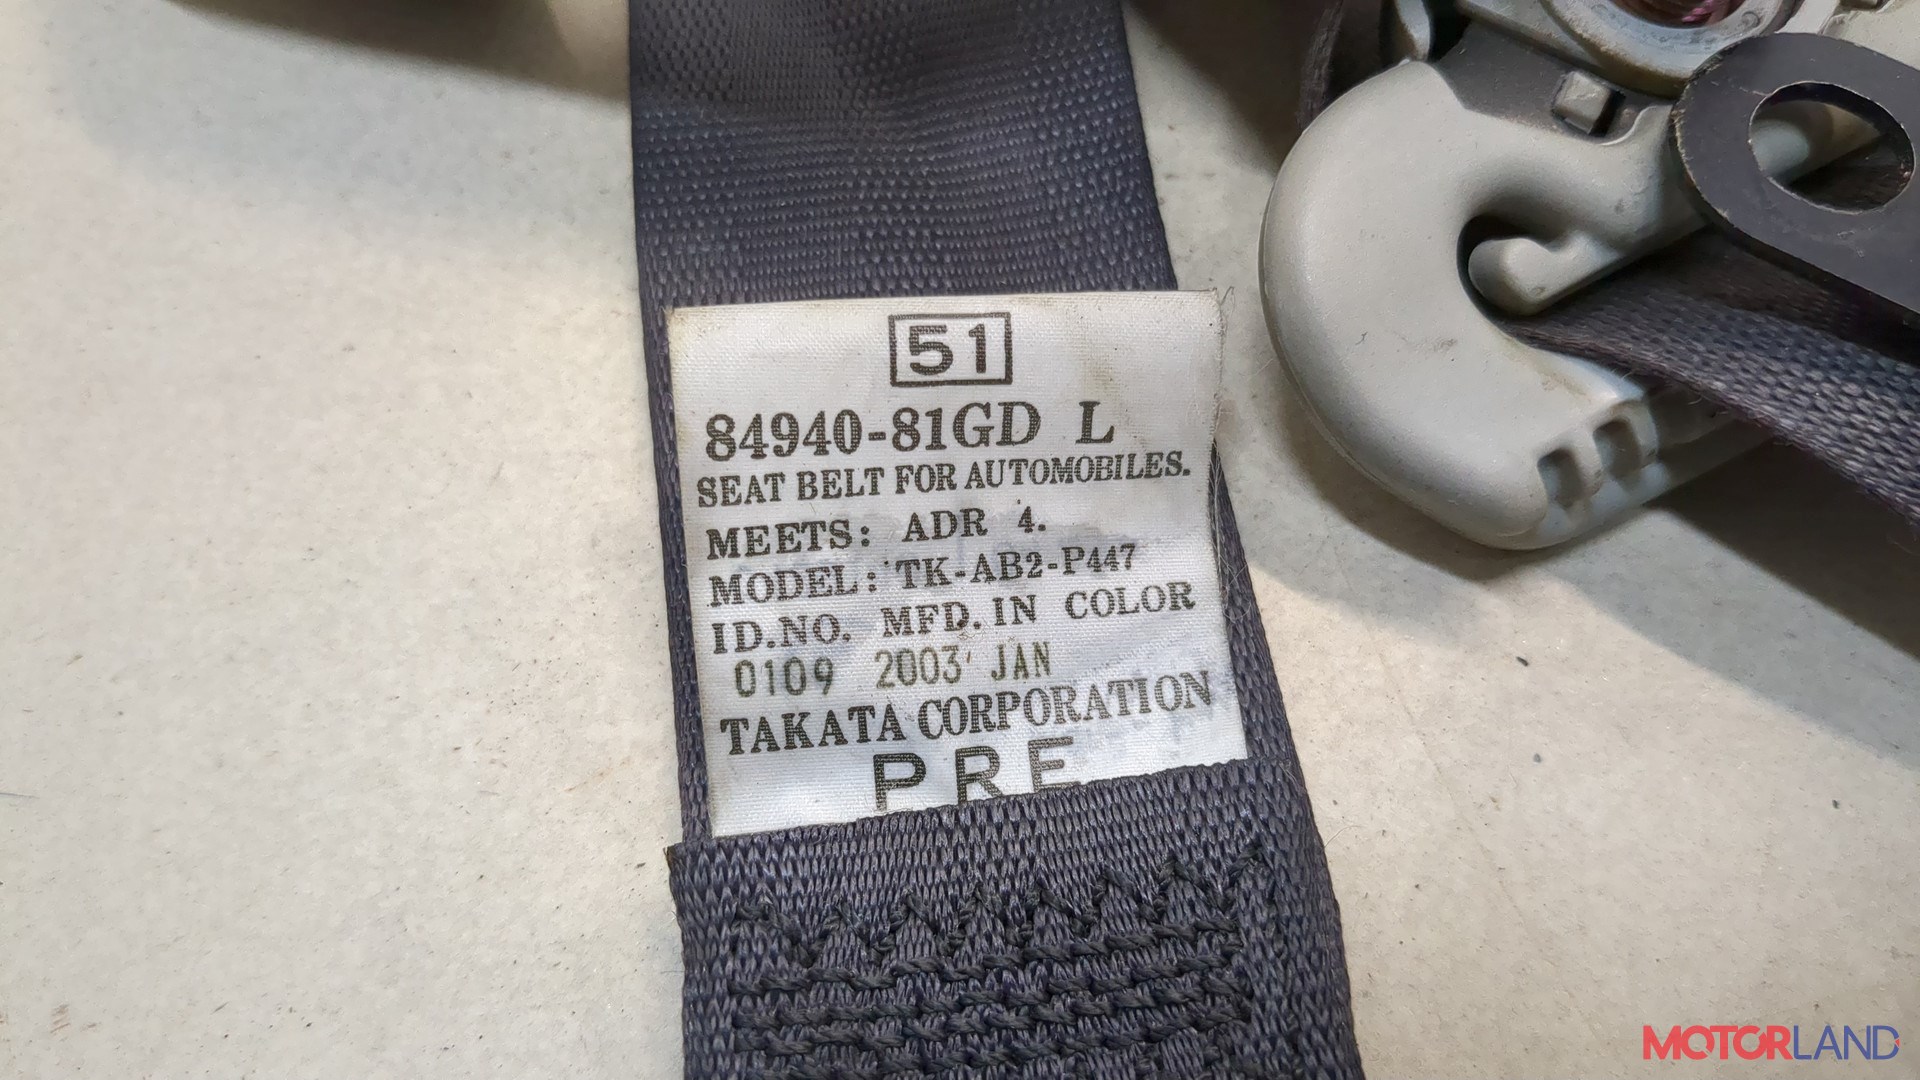 51
84940-81GD L
SEAT BELT FOR AUTOMOBILES.
MEETS: ADR 4.
MODEL: TK-AB2-P447
ID.NO. MFD. IN COLOR
0109 2003 JAN
TAKATA CORPORATION
PRE
MOTORLAND